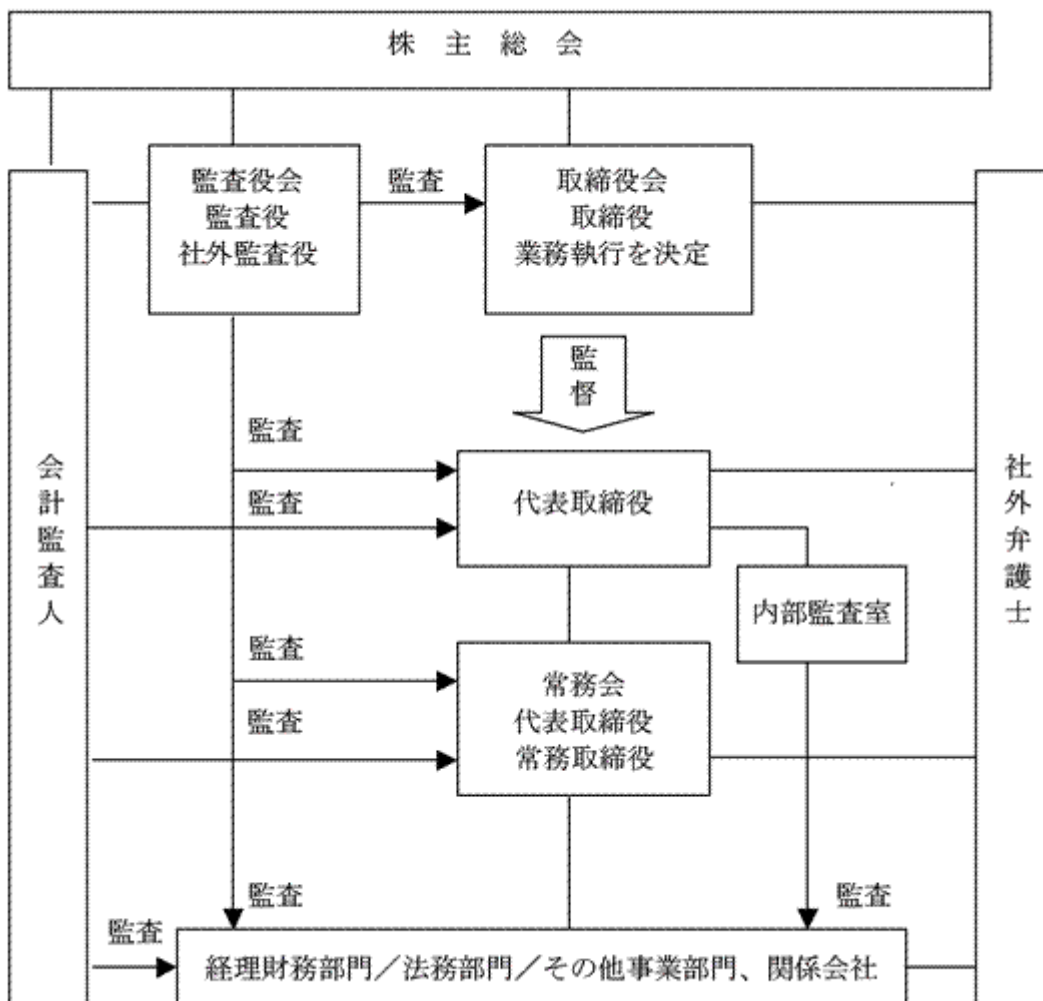 株主総会
監査役会
監査役
社外監査役
監査
取締役会
取締役
業務執行を決定
監
督
監査
監査
代表取締役
会計監査人
社外弁護士
内部監査室
監査
監査
常務会
代表取締役
常務取締役
監査
監査
監査
経理財務部門／法務部門／その他事業部門、関係会社